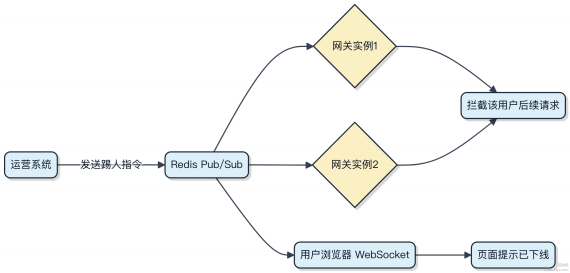 网关实例1
拦截该用户后续请求
运营系统
发送踢人指令
Redis Pub/Sub
网关实例2
用户浏览器 WebSocket
页面提示已下线